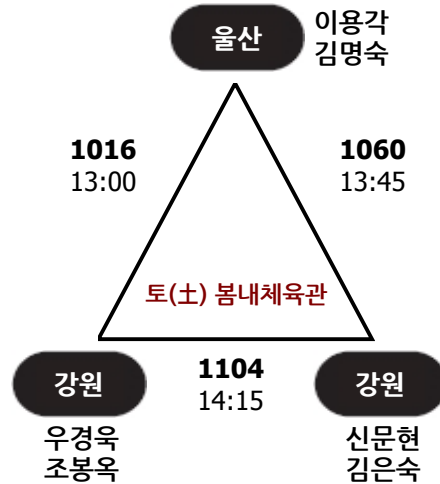 울산
이용각
김명숙
1016
13:00
1060
13:45
토(土) 봄내체육관
강원
1104
14:15
강원
우경욱
조봉옥
신문현
김은숙